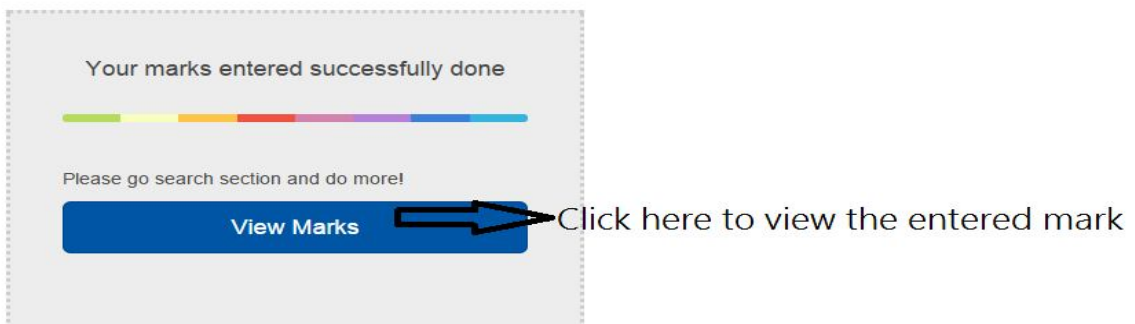 Your marks entered successfully done
Please go search section and do more!
View Marks
Click here to view the entered mark